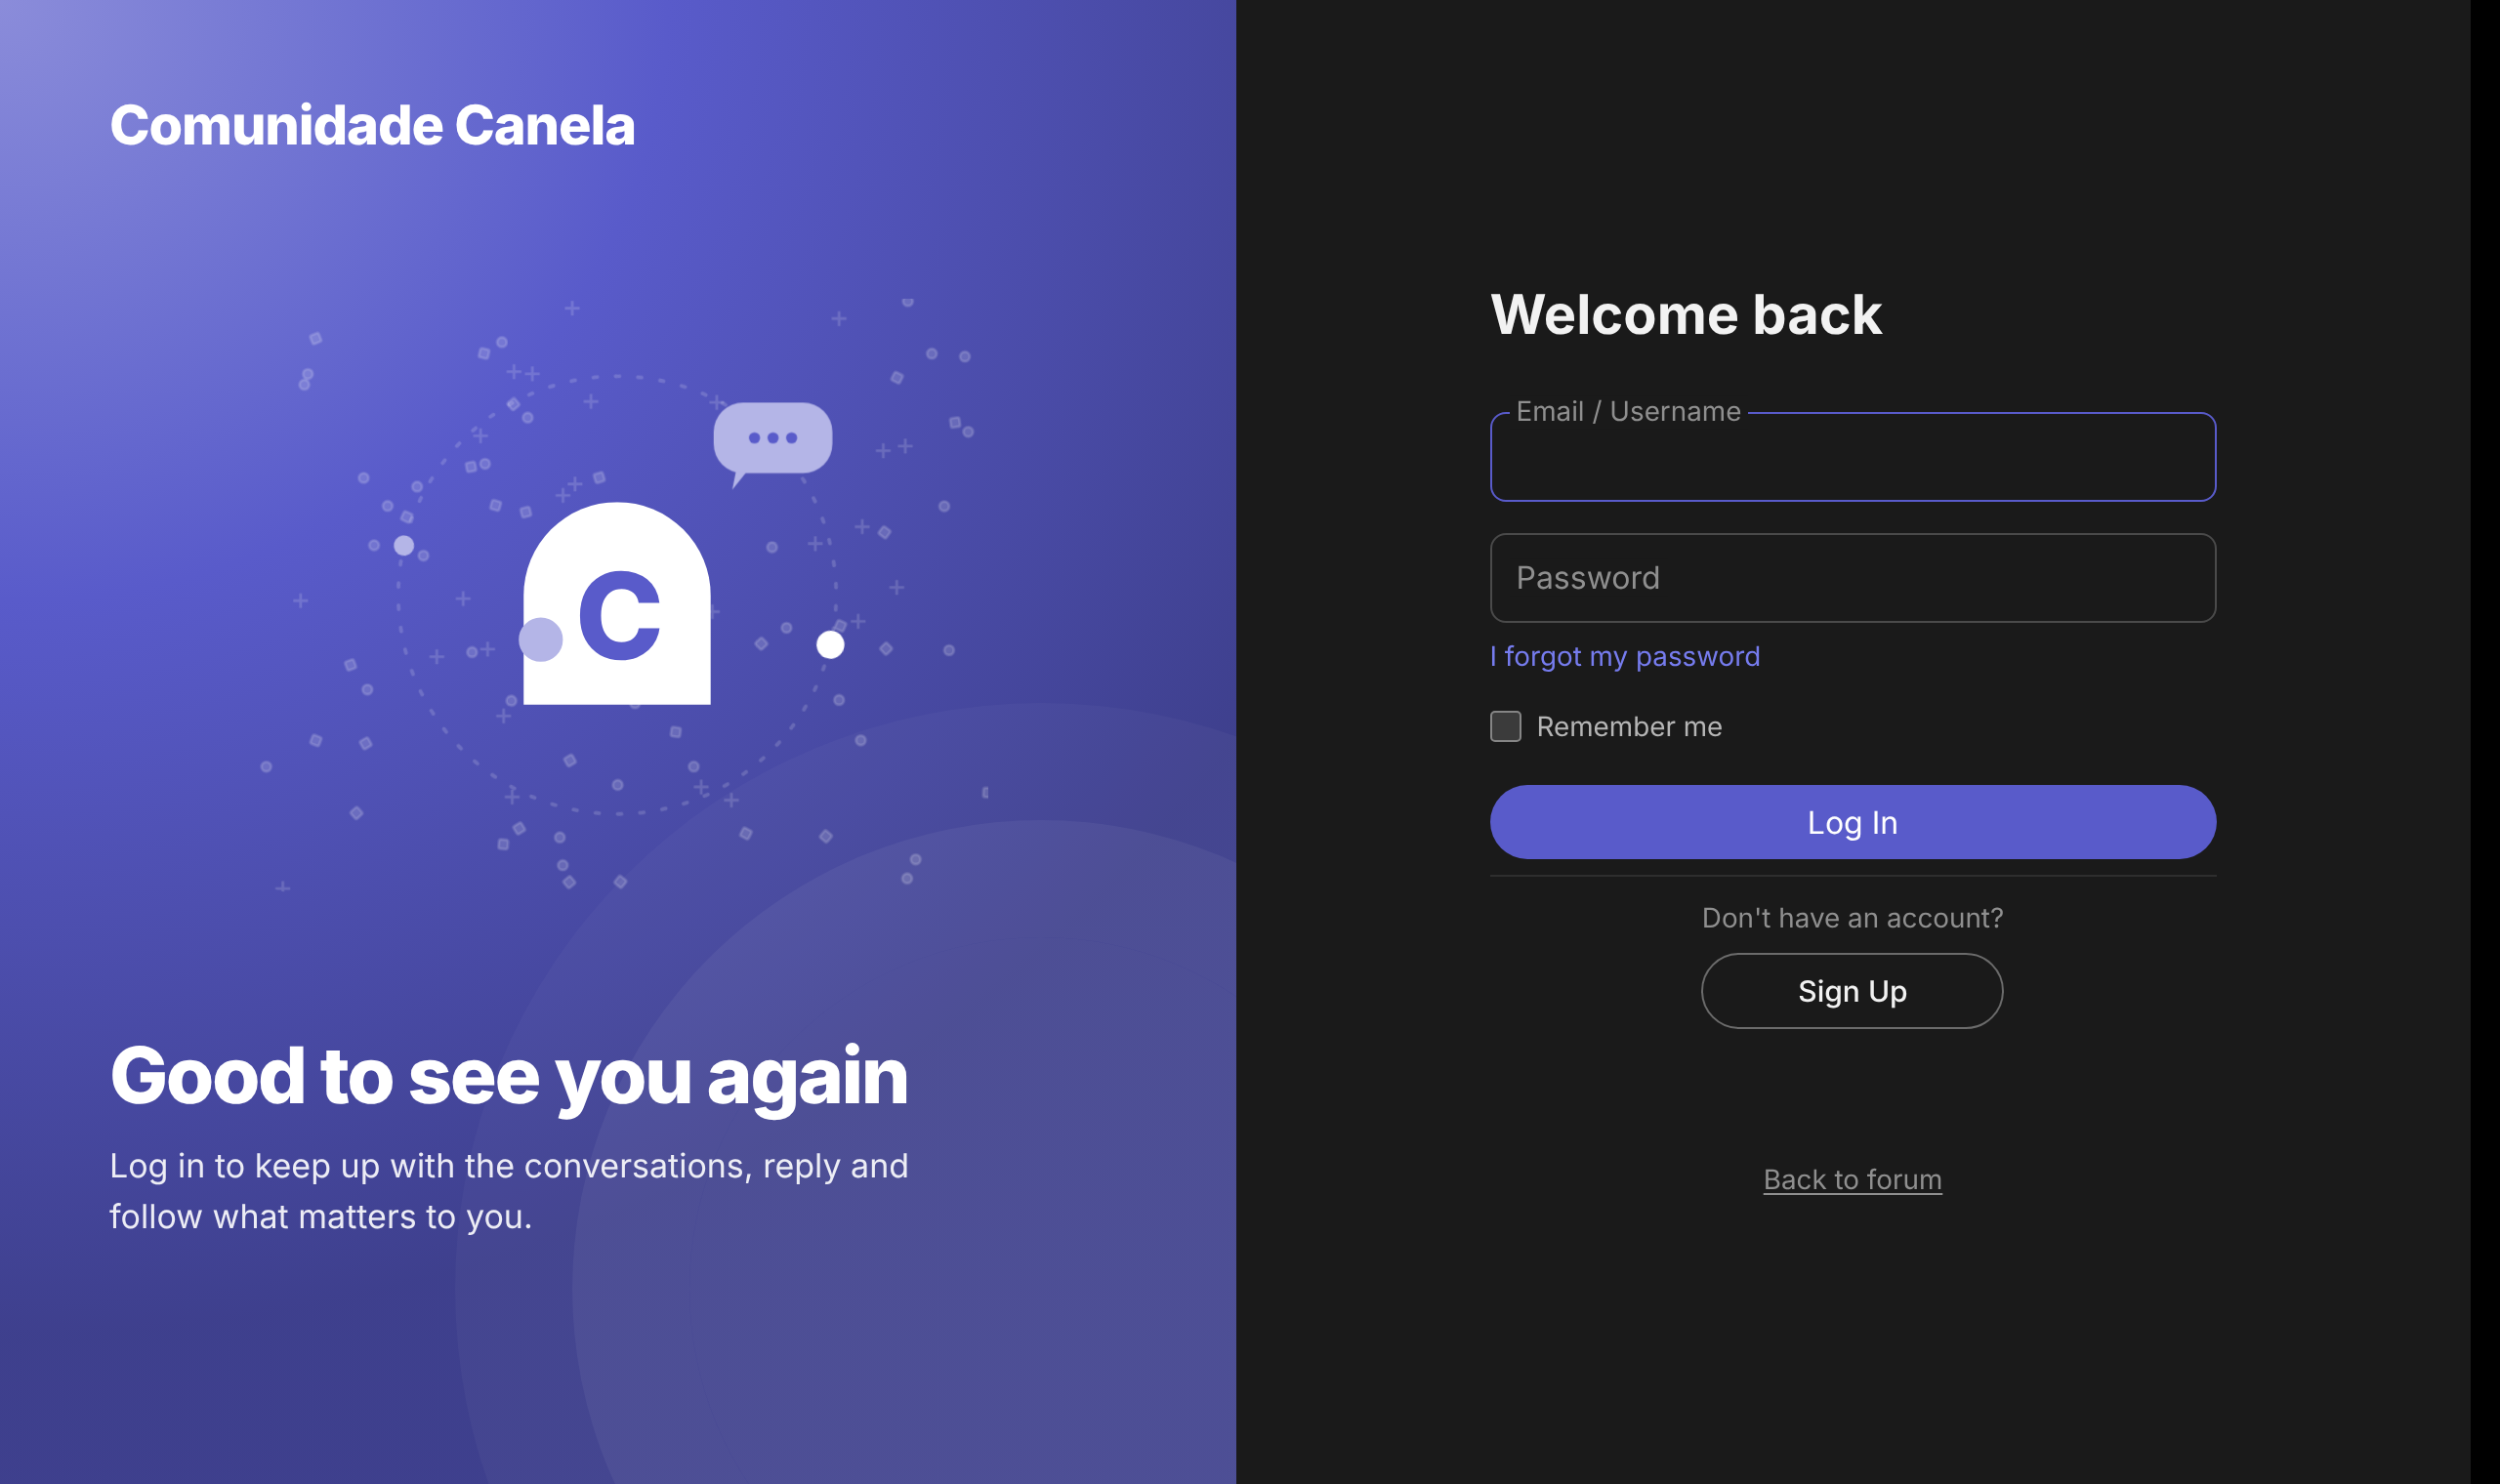 Comunidade Canela
C
Good to see you again
Log in to keep up with the conversations, reply and
follow what matters to you.
Welcome back
Email / Username
Password
I forgot my password
Remember me
Log In
Don't have an account?
Sign Up
Back to forum